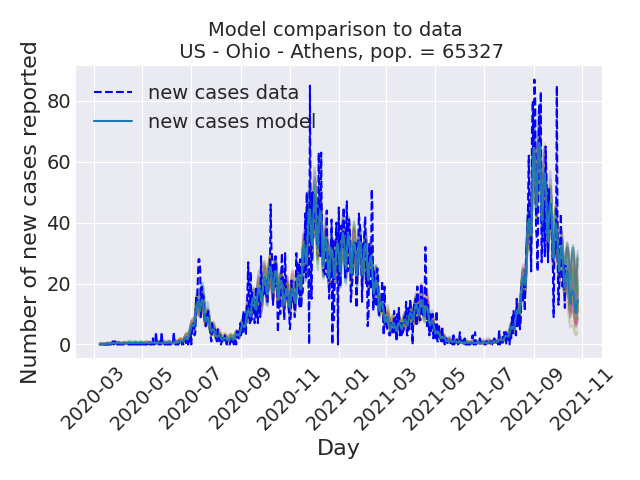 Model comparison to data
US - Ohio - Athens, pop. = 65327
Number of new cases reported
80
60
40
20
0
new cases data
new cases model
2020-03
2020-05
2020-07
2020-09
2020-11
2021-01
2021-03
2021-05
2021-07
2021-09
2021-11
Day